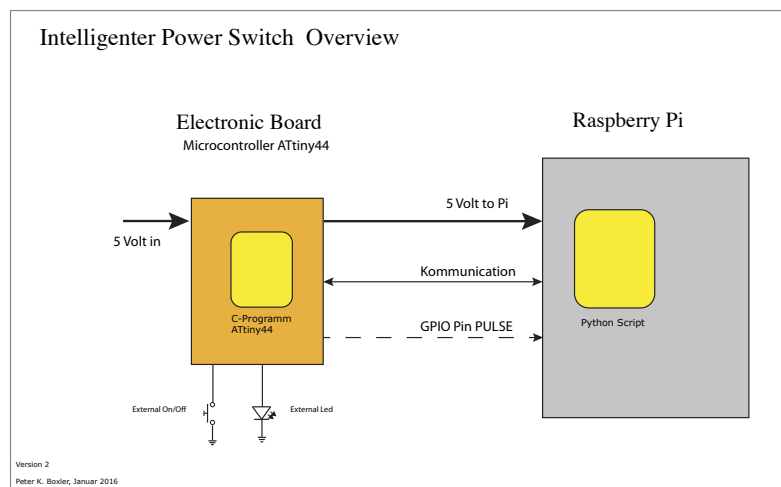 Intelligenter Power Switch  Overview
Electronic Board
Microcontroller ATtiny44
Raspberry Pi
5 Volt in
5 Volt to Pi
Kommunication
GPIO Pin PULSE
C-Programm
ATtiny44
Python Script
External On/Off
External Led
Version 2
Peter K. Boxler, Januar 2016